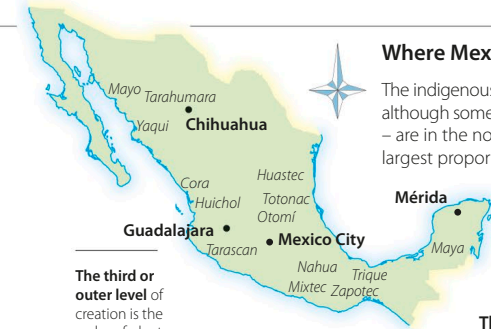 Where Mex
The indigenous
although some
– are in the no
largest propor
Mayo
Tarahumara
Yaqui
Chihuahua
Cora
Huichol
Huastec
Totonac
Otomí
Mérida
Guadalajara
Mexico City
Tarascan
Maya
Nahua
Trique
Mixtec
Zapotec
The third or
outer level of
creation is the